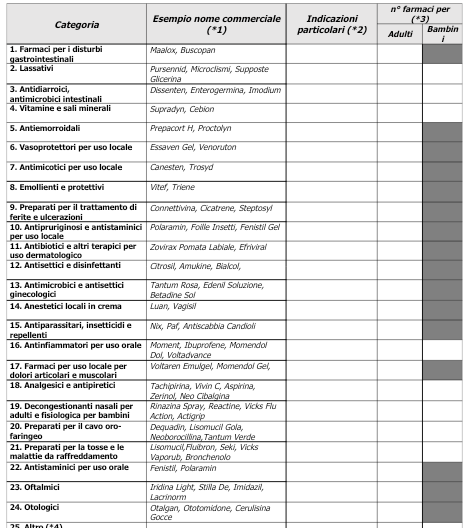 Categoria
Esempio nome commerciale
(*1)
Indicazioni
particolari (*2)
n° farmaci per
(*3)
Adulti
Bambin
i
1. Farmaci per i disturbi
gastrointestinali
Maalox, Buscopan
2. Lassativi
Pursennid, Microclismi, Supposte
Glicerina
3. Antidiarroici,
antimicrobici intestinali
Dissenten, Enterogermina, Imodium
4. Vitamine e sali minerali
Supradyn, Cebion
5. Antiemorroidali
Prepacort H, Proctolyn
6. Vasoprotettori per uso locale
Essaven Gel, Venoruton
7. Antimicotici per uso locale
Canesten, Trosyd
8. Emollienti e protettivi
Vitef, Triene
9. Preparati per il trattamento di
ferite e ulcerazioni
Connettivina, Cicatrene, Steptosyl
10. Antipruriginosi e antistaminici
per uso locale
Polaramin, Foille Insetti, Fenistil Gel
11. Antibiotici e altri terapici per
uso dermatologico
Zovirax Pomata Labiale, Efriviral
12. Antisettici e disinfettanti
Citrosil, Amukine, Bialcol,
13. Antimicrobici e antisettici
ginecologici
Tantum Rosa, Edenil Soluzione,
Betadine Sol
14. Anestetici locali in crema
Luan, Vagisil
15. Antiparassitari, insetticidi e
repellenti
Nix, Paf, Antiscabbia Candioli
16. Antinfiammatori per uso orale
Moment, Ibuprofene, Momendol
Dol, Voltadvance
17. Farmaci per uso locale per
dolori articolari e muscolari
Voltaren Emulgel, Momendol Gel,
18. Analgesici e antipiretici
Tachipirina, Vivin C, Aspirina,
Zerinol, Neo Cibalgina
19. Decongestionanti nasali per
adulti e fisiologica per bambini
Rinazina Spray, Reactine, Vicks Flu
Action, Actigrip
20. Preparati per il cavo oro-
faringeo
Dequadin, Lisomucil Gola,
Neoborocillina,Tantum Verde
21. Preparati per la tosse e le
malattie da raffreddamento
Lisomucil,Fluibron, Seki, Vicks
Vaporub, Bronchenolo
22. Antistaminici per uso orale
Fenistil, Polaramin
23. Oftalmici
Iridina Light, Stilla De, Imidazil,
Lacrinorm
24. Otologici
Otalgan, Ototomidone, Cerulisina
Gocce
25. Altro (*4)